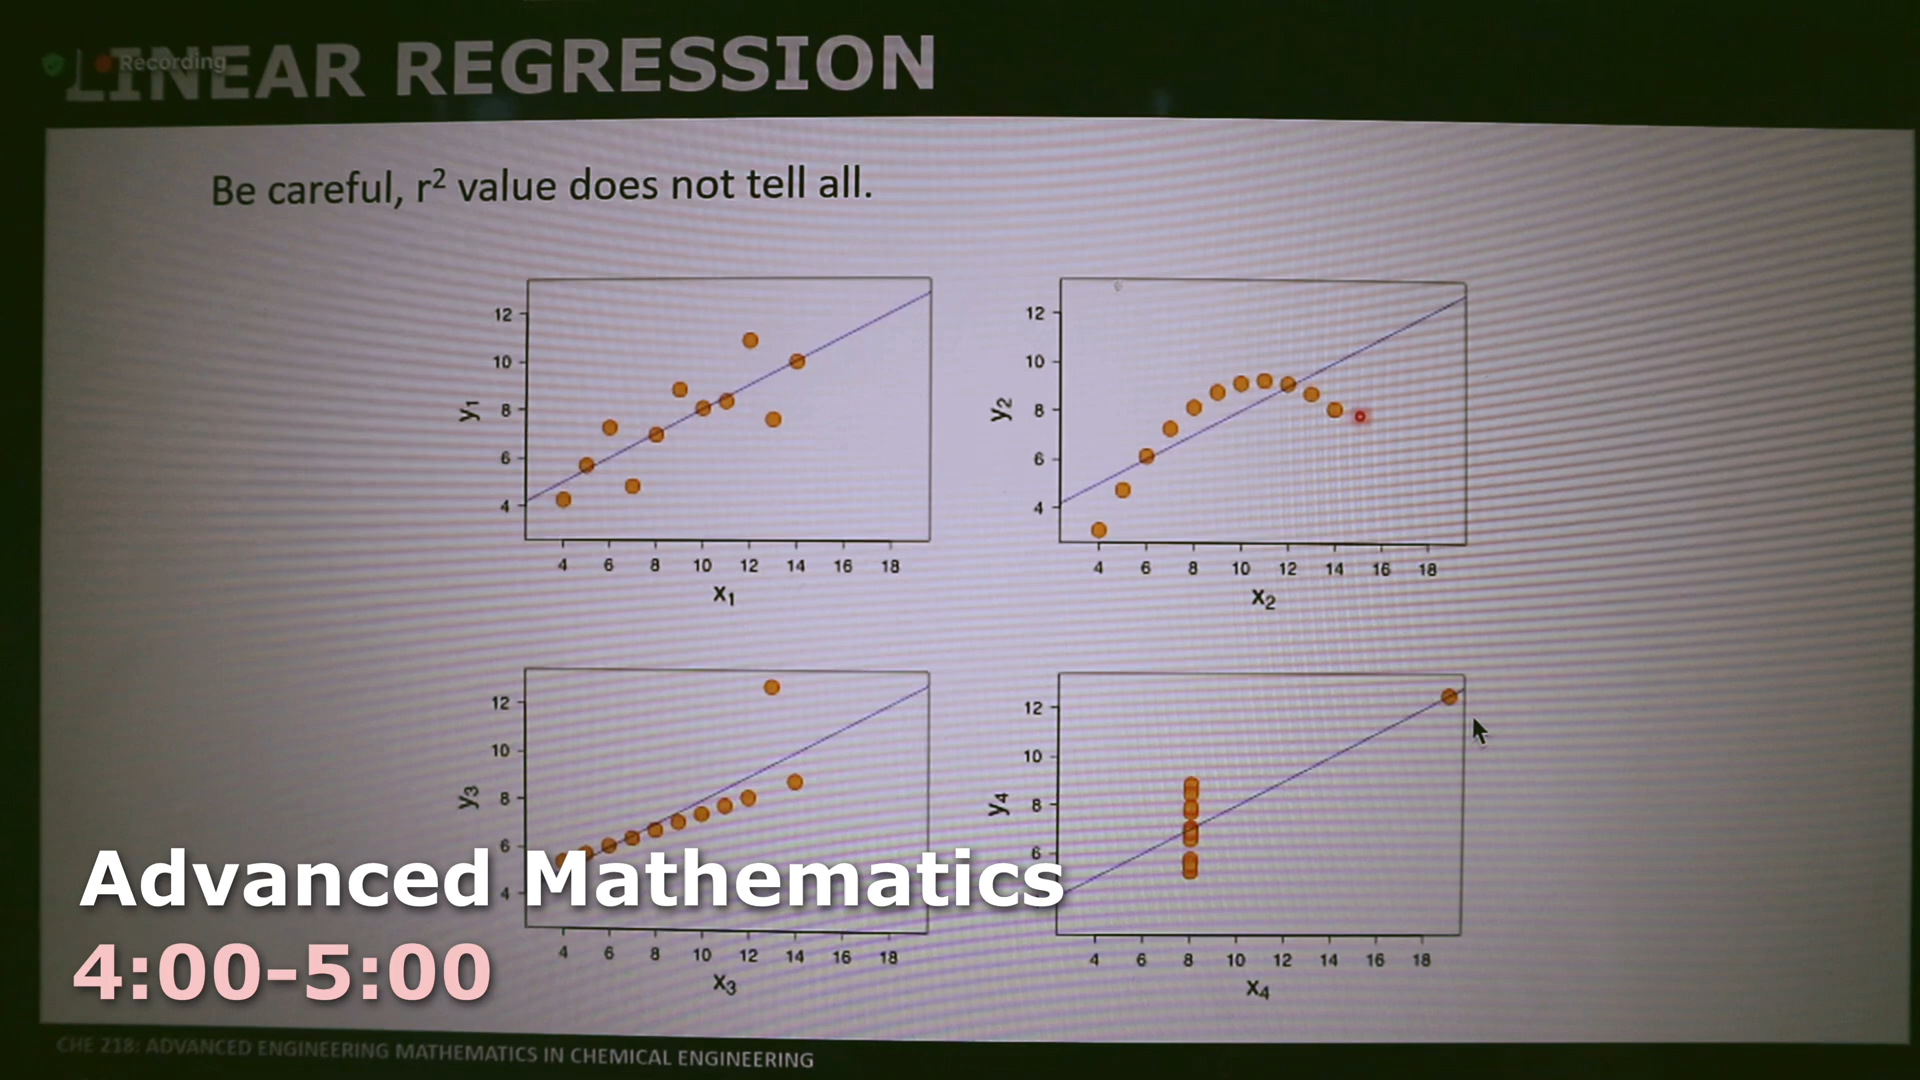 LINEAR REGRESSION
Recording
Be careful, r² value does not tell all.
12
10
8
6
4
y₁
4 6 8 10 12 14 16 18
x₁
12
10
8
6
4
y₂
4 6 8 10 12 14 16 18
x₂
12
10
8
6
4
y₃
4 6 8 10 12 14 16 18
x₃
12
10
8
6
y₄
4 6 8 10 12 14 16 18
x₄
Advanced Mathematics
4:00-5:00
CHE 218: ADVANCED ENGINEERING MATHEMATICS IN CHEMICAL ENGINEERING